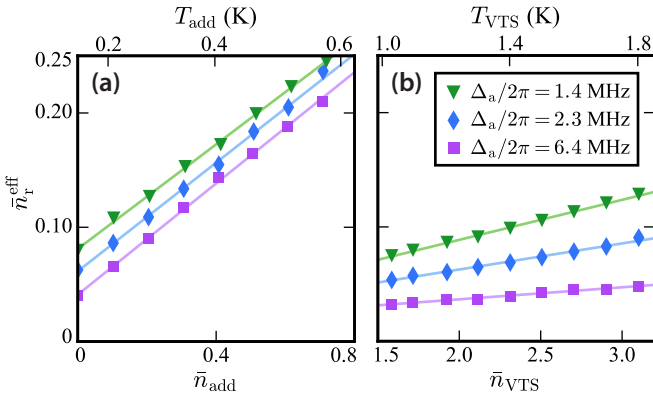 T_add (K)
T_VTS (K)
0.2 0.4 0.6
1.0 1.4 1.8
0.25
0.20
0.10
0
n̄_r^eff
(a)
(b)
Δ_a/2π = 1.4 MHz
Δ_a/2π = 2.3 MHz
Δ_a/2π = 6.4 MHz
0 0.4 0.8
1.5 2.0 2.5 3.0
n̄_add
n̄_VTS